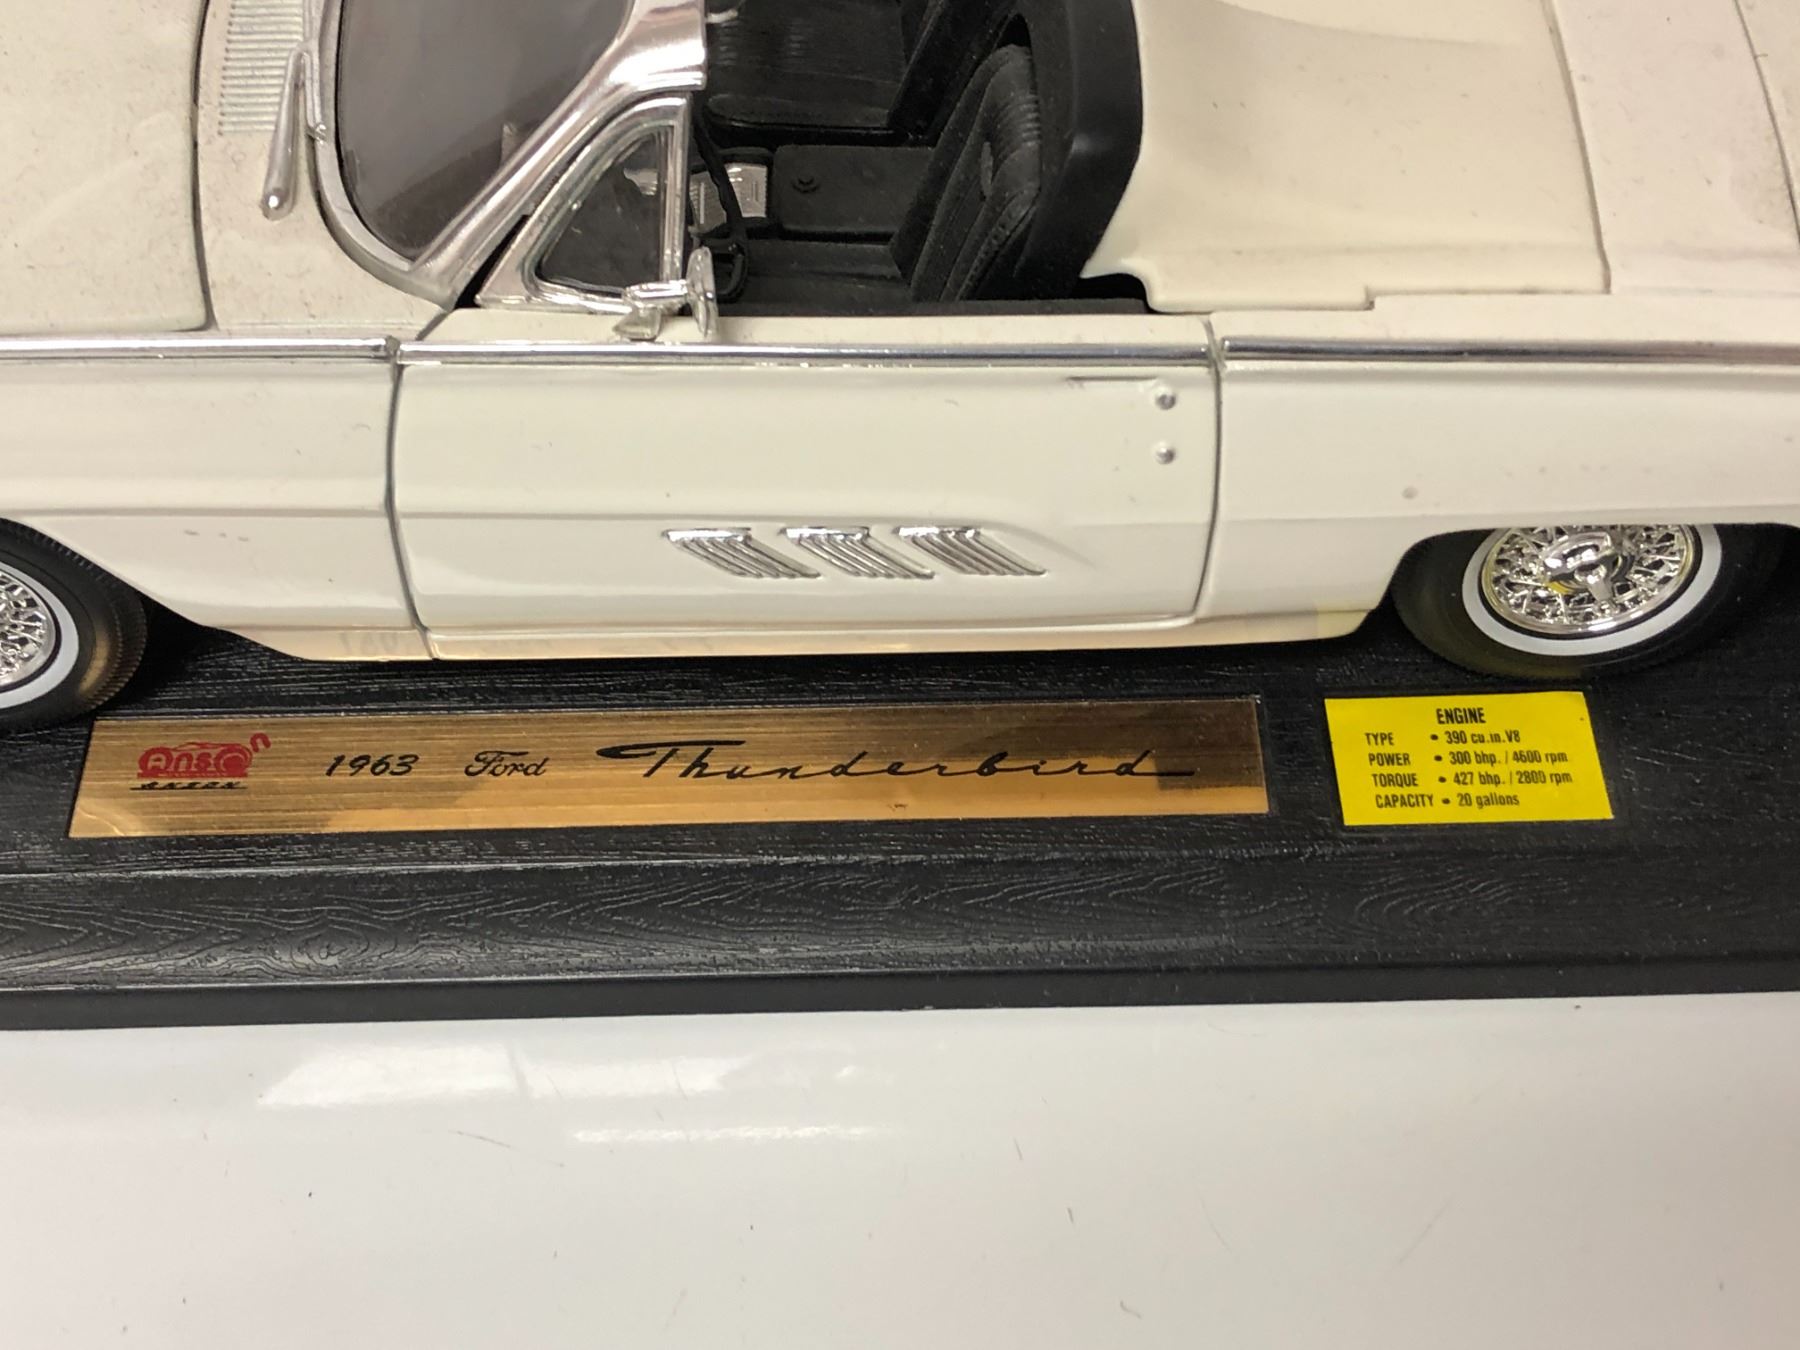 Anson
ANSON
1963 Ford Thunderbird
ENGINE
TYPE • 390 cu.in.V8
POWER • 300 bhp. / 4600 rpm
TORQUE • 427 bhp. / 2800 rpm
CAPACITY • 20 gallons